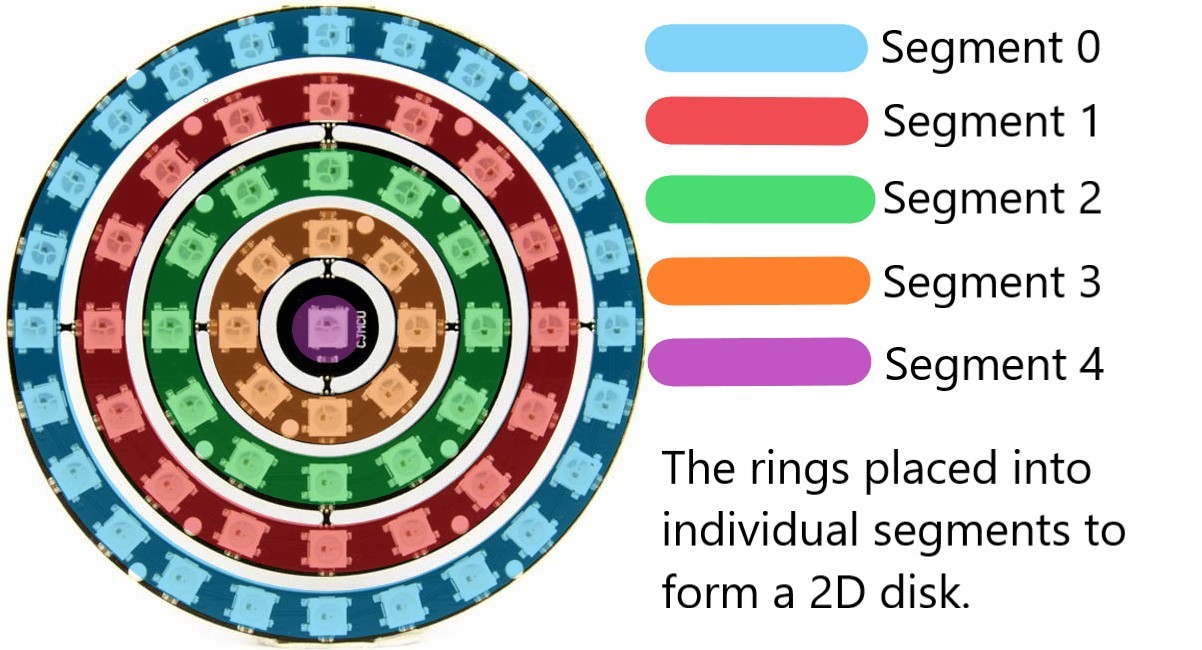 Segment 0
Segment 1
Segment 2
Segment 3
CJMCU
Segment 4
The rings placed into
individual segments to
form a 2D disk.